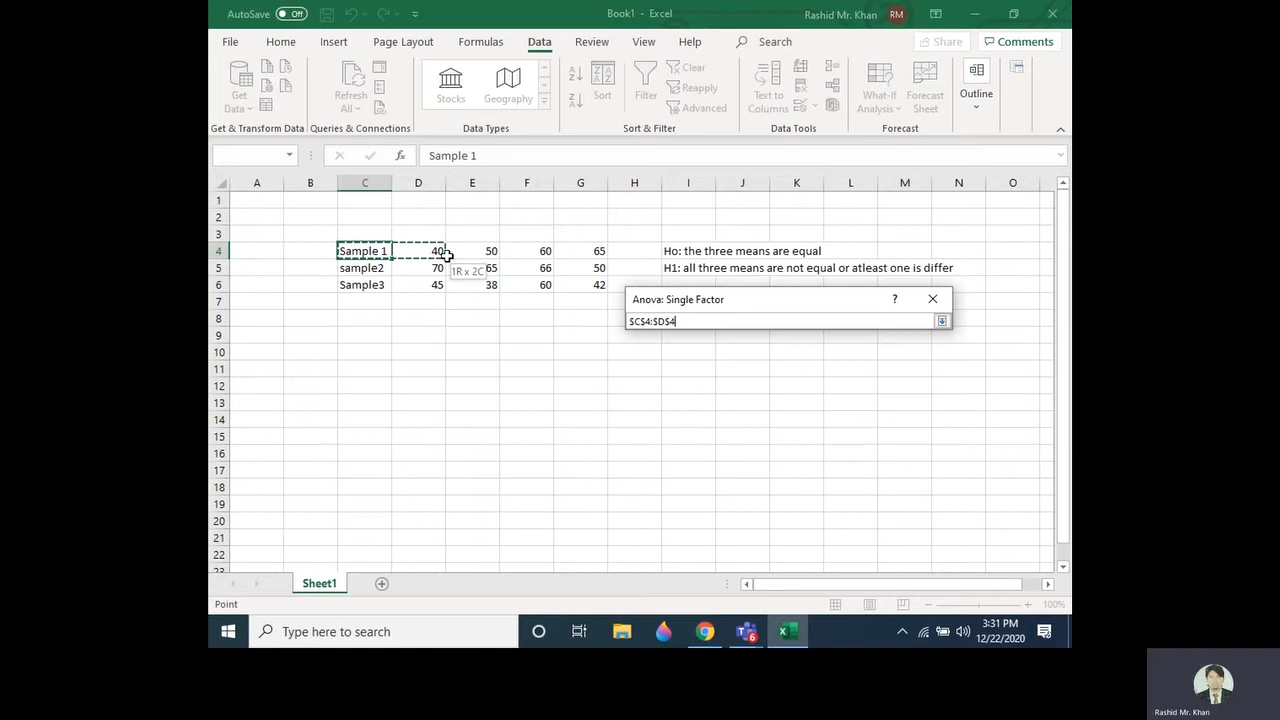 AutoSave Off Book1 - Excel Rashid Mr. Khan RM
File Home Insert Page Layout Formulas Data Review View Help Search Share Comments
Get Data Refresh All Stocks Geography Sort Filter Clear Reapply Advanced Text to Columns What-If Analysis Forecast Sheet Outline
Get & Transform Data Queries & Connections Data Types Sort & Filter Data Tools Forecast
fx Sample 1
A B C D E F G H I J K L M N O
1
2
3
4 Sample 1 40 50 60 65 Ho: the three means are equal
5 sample2 70 65 66 50 H1: all three means are not equal or atleast one is differ
1R x 2C
6 Sample3 45 38 60 42
7 Anova: Single Factor ?
8 $C$4:$D$4
9
10
11
12
13
14
15
16
17
18
19
20
21
22
23
Sheet1
Point 100%
Type here to search 6 3:31 PM
12/22/2020
Rashid Mr. Khan